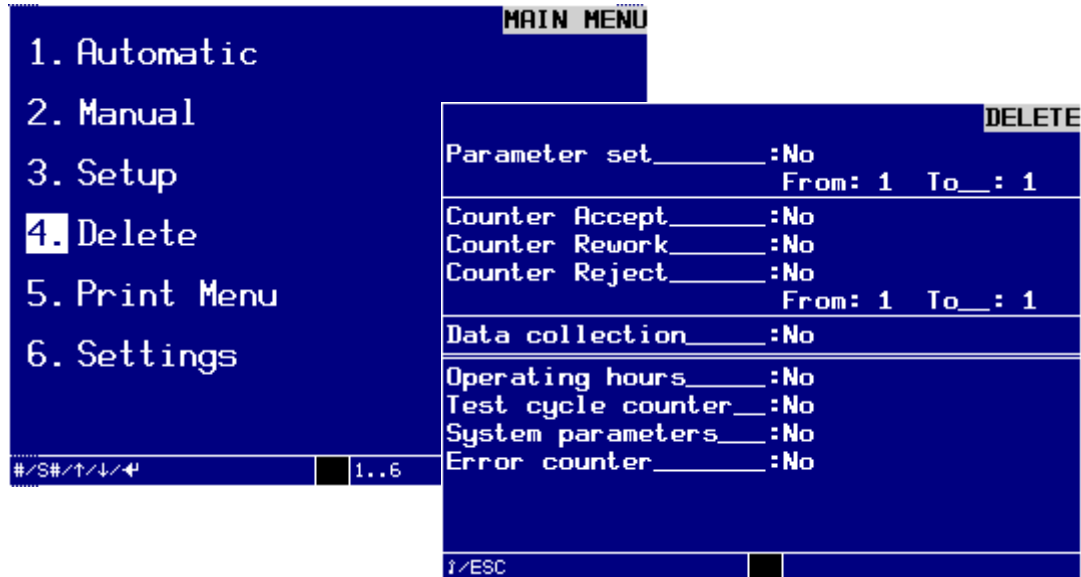 MAIN MENU
1. Automatic
2. Manual
3. Setup
4. Delete
5. Print Menu
6. Settings
#/S#/↑/↓/↵ 1..6
DELETE
Parameter set_______:No
From: 1 To__: 1
Counter Accept______:No
Counter Rework______:No
Counter Reject______:No
From: 1 To__: 1
Data collection_____:No
Operating hours_____:No
Test cycle counter__:No
System parameters___:No
Error counter_______:No
⇕/ESC